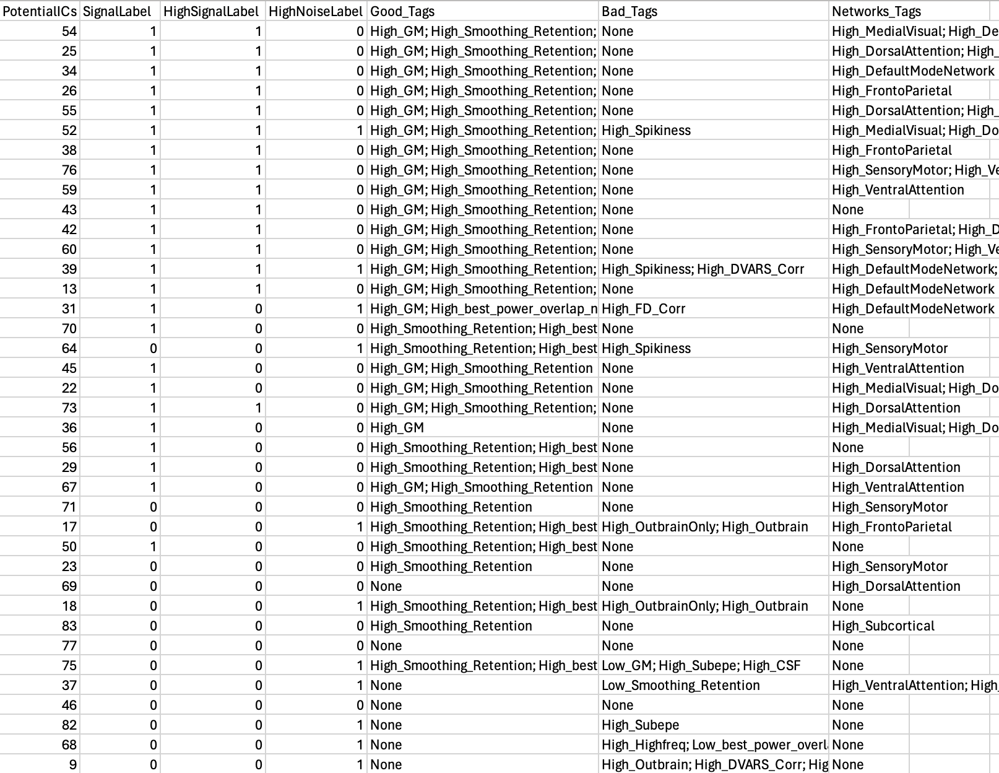 PotentialICs SignalLabel HighSignalLabel HighNoiseLabel Good_Tags Bad_Tags Networks_Tags
54 1 1 0 High_GM; High_Smoothing_Retention; None High_MedialVisual; High_De
25 1 1 0 High_GM; High_Smoothing_Retention; None High_DorsalAttention; High_
34 1 1 0 High_GM; High_Smoothing_Retention; None High_DefaultModeNetwork
26 1 1 0 High_GM; High_Smoothing_Retention; None High_FrontoParietal
55 1 1 0 High_GM; High_Smoothing_Retention; None High_DorsalAttention; High_
52 1 1 1 High_GM; High_Smoothing_Retention; High_Spikiness High_MedialVisual; High_Do
38 1 1 0 High_GM; High_Smoothing_Retention; None High_FrontoParietal
76 1 1 0 High_GM; High_Smoothing_Retention; None High_SensoryMotor; High_Ve
59 1 1 0 High_GM; High_Smoothing_Retention; None High_VentralAttention
43 1 1 0 High_GM; High_Smoothing_Retention; None None
42 1 1 0 High_GM; High_Smoothing_Retention; None High_FrontoParietal; High_D
60 1 1 0 High_GM; High_Smoothing_Retention; None High_SensoryMotor; High_Ve
39 1 1 1 High_GM; High_Smoothing_Retention; High_Spikiness; High_DVARS_Corr High_DefaultModeNetwork;
13 1 1 0 High_GM; High_Smoothing_Retention; None High_DefaultModeNetwork
31 1 0 1 High_GM; High_best_power_overlap_n High_FD_Corr High_DefaultModeNetwork
70 1 0 0 High_Smoothing_Retention; High_best None None
64 0 0 1 High_Smoothing_Retention; High_best High_Spikiness High_SensoryMotor
45 1 0 0 High_GM; High_Smoothing_Retention None High_VentralAttention
22 1 0 0 High_GM; High_Smoothing_Retention None High_MedialVisual; High_Do
73 1 1 0 High_GM; High_Smoothing_Retention; None High_DorsalAttention
36 1 0 0 High_GM None High_MedialVisual; High_Do
56 1 0 0 High_Smoothing_Retention; High_best None None
29 1 0 0 High_Smoothing_Retention; High_best None High_DorsalAttention
67 1 0 0 High_GM; High_Smoothing_Retention None High_VentralAttention
71 0 0 0 High_Smoothing_Retention None High_SensoryMotor
17 0 0 1 High_Smoothing_Retention; High_best High_OutbrainOnly; High_Outbrain High_FrontoParietal
50 1 0 0 High_Smoothing_Retention; High_best None None
23 0 0 0 High_Smoothing_Retention None High_SensoryMotor
69 0 0 0 None None High_DorsalAttention
18 0 0 1 High_Smoothing_Retention; High_best High_OutbrainOnly; High_Outbrain None
83 0 0 0 High_Smoothing_Retention None High_Subcortical
77 0 0 0 None None None
75 0 0 1 High_Smoothing_Retention; High_best Low_GM; High_Subepe; High_CSF None
37 0 0 1 None Low_Smoothing_Retention High_VentralAttention; High_
46 0 0 0 None None None
82 0 0 1 None High_Subepe None
68 0 0 1 None High_Highfreq; Low_best_power_overl None
9 0 0 1 None High_Outbrain; High_DVARS_Corr; Hig None